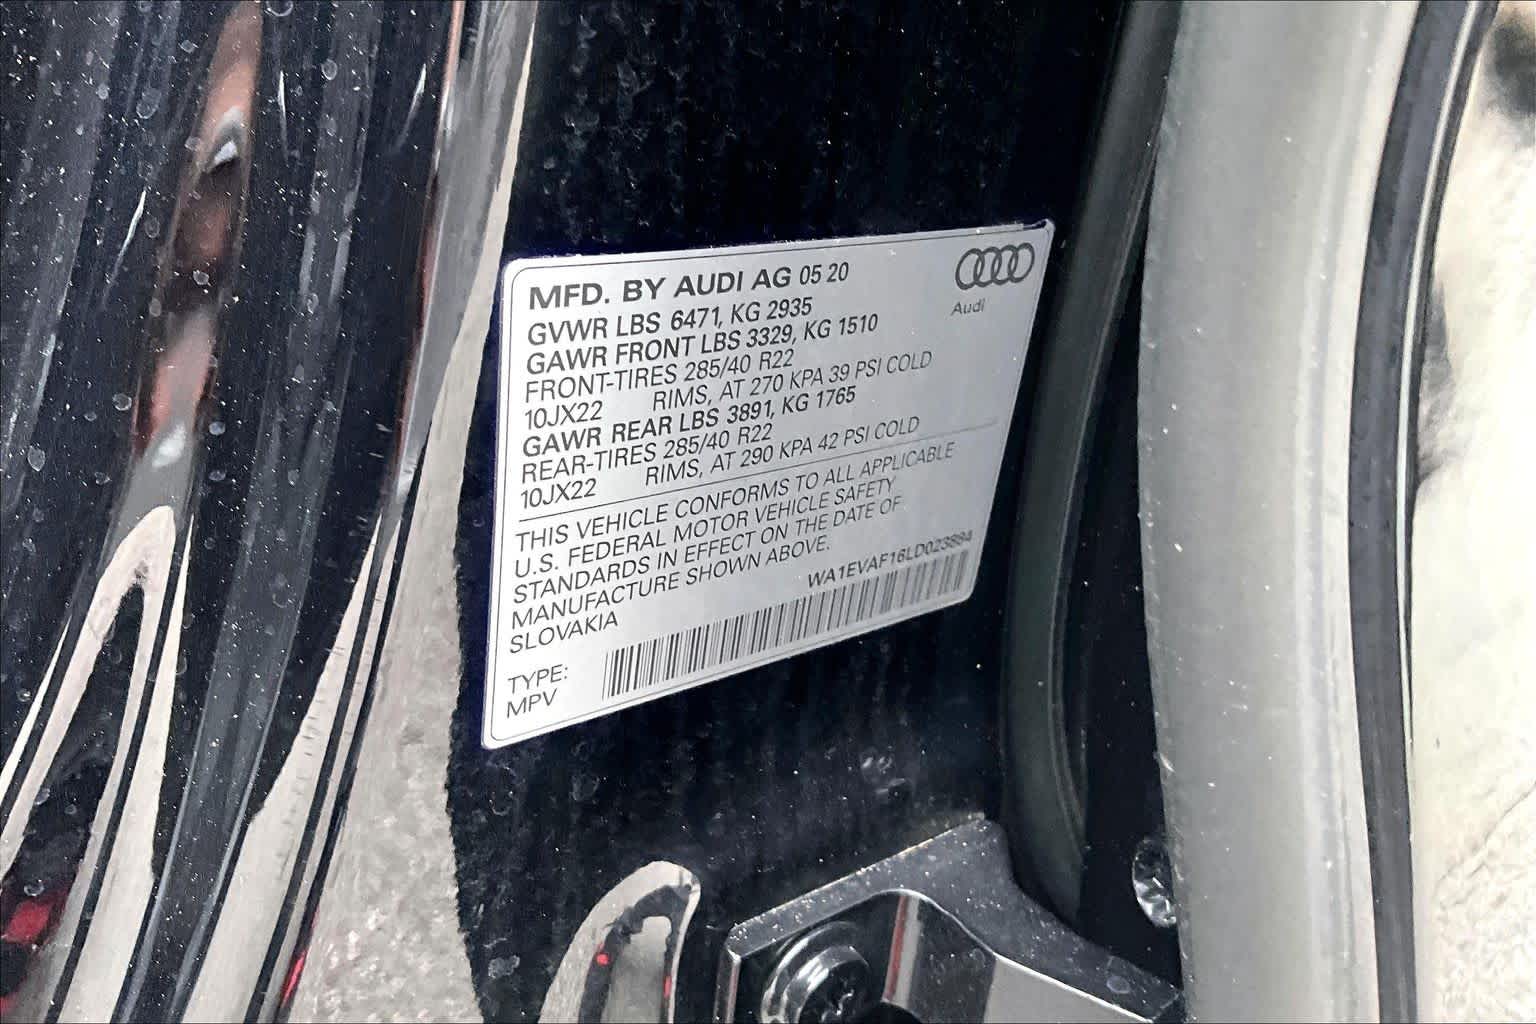 MFD. BY AUDI AG 05 20
Audi
GVWR LBS 6471, KG 2935
GAWR FRONT LBS 3329, KG 1510
FRONT-TIRES 285/40 R22
10JX22 RIMS, AT 270 KPA 39 PSI COLD
GAWR REAR LBS 3891, KG 1765
REAR-TIRES 285/40 R22
10JX22 RIMS, AT 290 KPA 42 PSI COLD
THIS VEHICLE CONFORMS TO ALL APPLICABLE
U.S. FEDERAL MOTOR VEHICLE SAFETY
STANDARDS IN EFFECT ON THE DATE OF
MANUFACTURE SHOWN ABOVE.
SLOVAKIA
WA1EVAF16LD023884
TYPE:
MPV